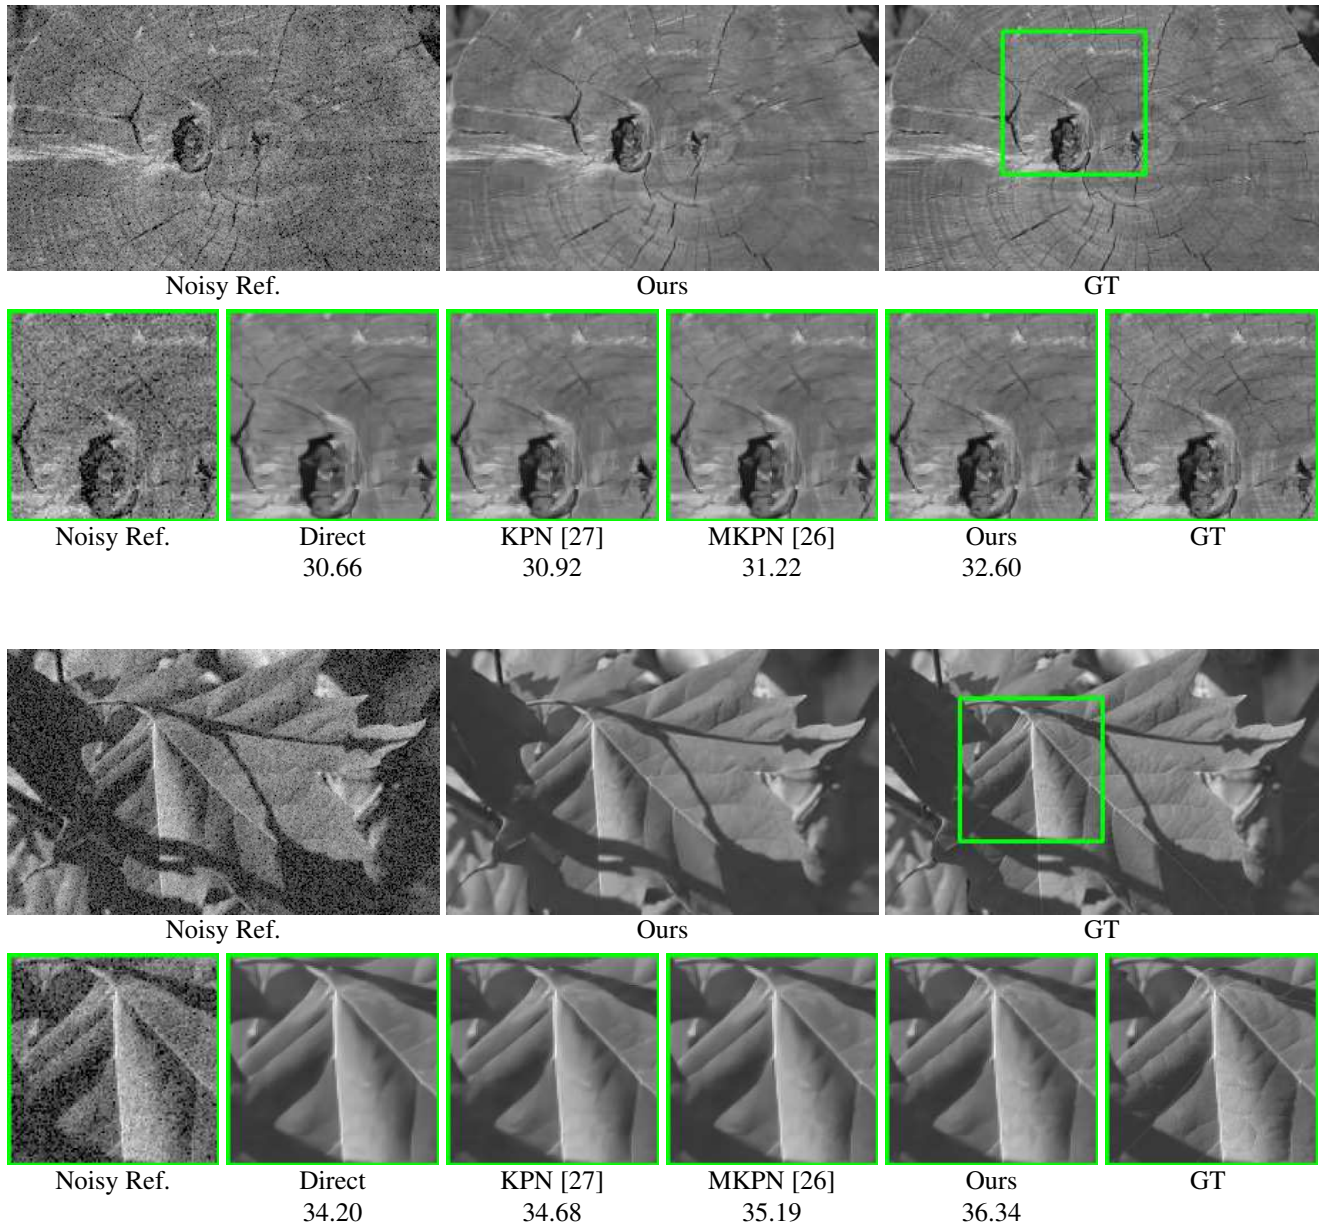 Noisy Ref. Ours GT
Noisy Ref. Direct KPN [27] MKPN [26] Ours GT
30.66 30.92 31.22 32.60
Noisy Ref. Ours GT
Noisy Ref. Direct KPN [27] MKPN [26] Ours GT
34.20 34.68 35.19 36.34